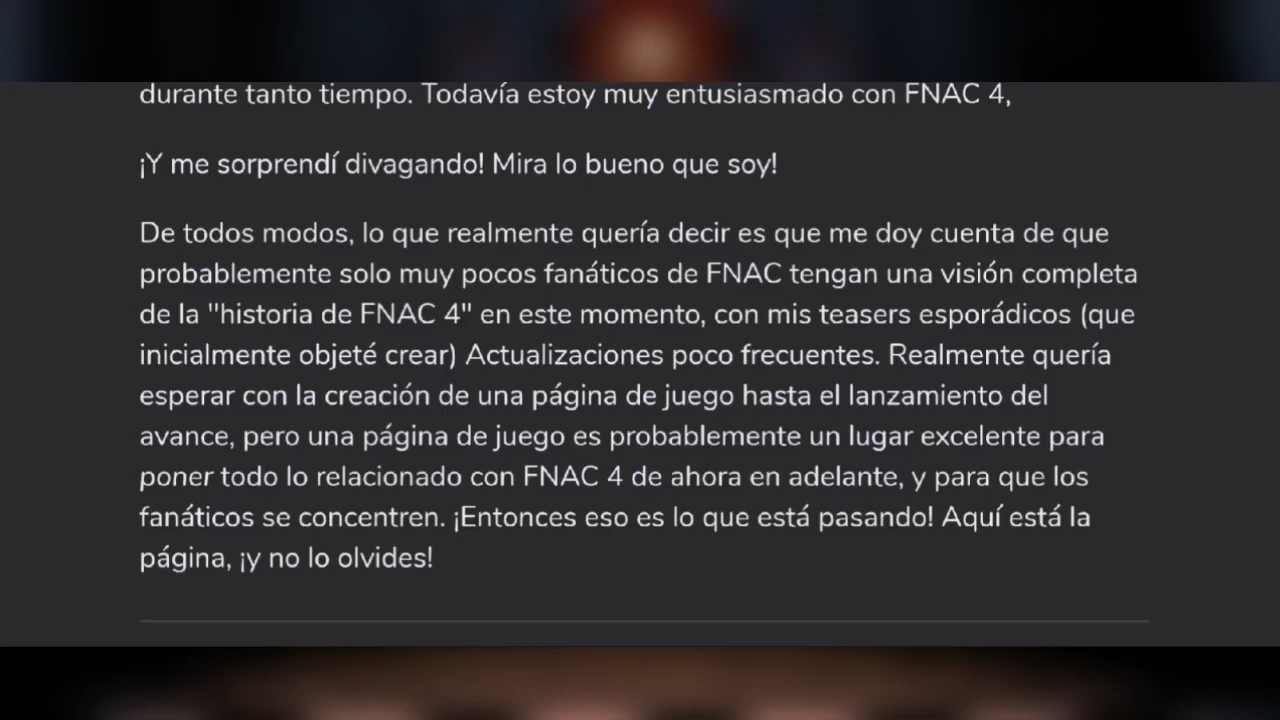 durante tanto tiempo. Todavía estoy muy entusiasmado con FNAC 4,
¡Y me sorprendí divagando! Mira lo bueno que soy!
De todos modos, lo que realmente quería decir es que me doy cuenta de que
probablemente solo muy pocos fanáticos de FNAC tengan una visión completa
de la "historia de FNAC 4" en este momento, con mis teasers esporádicos (que
inicialmente objeté crear) Actualizaciones poco frecuentes. Realmente quería
esperar con la creación de una página de juego hasta el lanzamiento del
avance, pero una página de juego es probablemente un lugar excelente para
poner todo lo relacionado con FNAC 4 de ahora en adelante, y para que los
fanáticos se concentren. ¡Entonces eso es lo que está pasando! Aquí está la
página, ¡y no lo olvides!